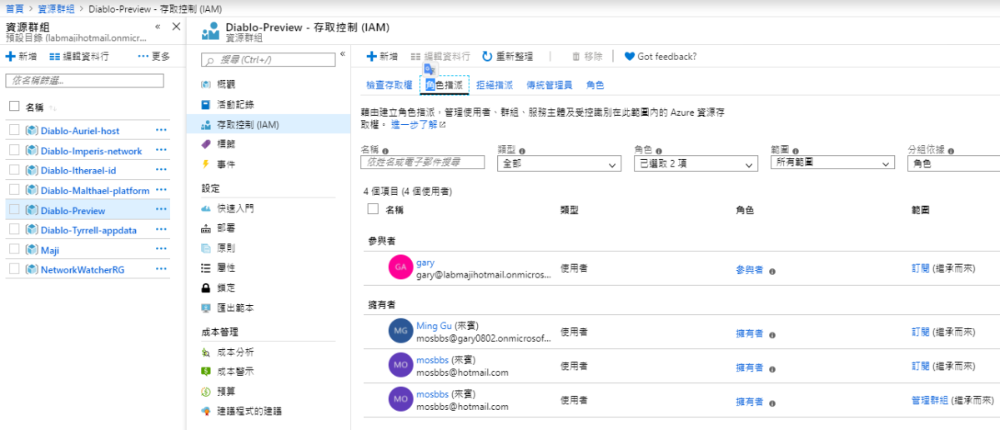 首頁 > 資源群組 > Diablo-Preview - 存取控制 (IAM)
資源群組
預設目錄 (labmajihotmail.onmicr...
« ×
新增 編輯資料行 ... 更多
依名稱篩選...
名稱 ↑↓
Diablo-Auriel-host ...
Diablo-Imperis-network ...
Diablo-Itherael-id ...
Diablo-Malthael-platform ...
Diablo-Preview ...
Diablo-Tyrrell-appdata ...
Maji ...
NetworkWatcherRG ...
Diablo-Preview - 存取控制 (IAM)
資源群組
搜尋 (Ctrl+/) «
概觀
活動記錄
存取控制 (IAM)
標籤
事件
設定
快速入門
部署
原則
屬性
鎖定
匯出範本
成本管理
成本分析
成本警示
預算
建議程式的建議
新增 編輯資料行 重新整理 移除 Got feedback?
檢查存取權 角色指派 拒絕指派 傳統管理員 角色
藉由建立角色指派，管理使用者、群組、服務主體及受控識別在此範圍內的 Azure 資源存
取權。 進一步了解
名稱 類型 角色 範圍 分組依據
依姓名或電子郵件搜尋 全部 已選取 2 項 所有範圍 角色
4 個項目 (4 個使用者)
名稱 類型 角色 範圍
參與者
GA gary 使用者 參與者 訂閱 (繼承而來)
gary@labmajihotmail.onmicros...
擁有者
MG Ming Gu (來賓) 使用者 擁有者 訂閱 (繼承而來)
mosbbs@gary0802.onmicrosof...
MO mosbbs (來賓) 使用者 擁有者 訂閱 (繼承而來)
mosbbs@hotmail.com
MO mosbbs (來賓) 使用者 擁有者 管理群組 (繼承而來)
mosbbs@hotmail.com